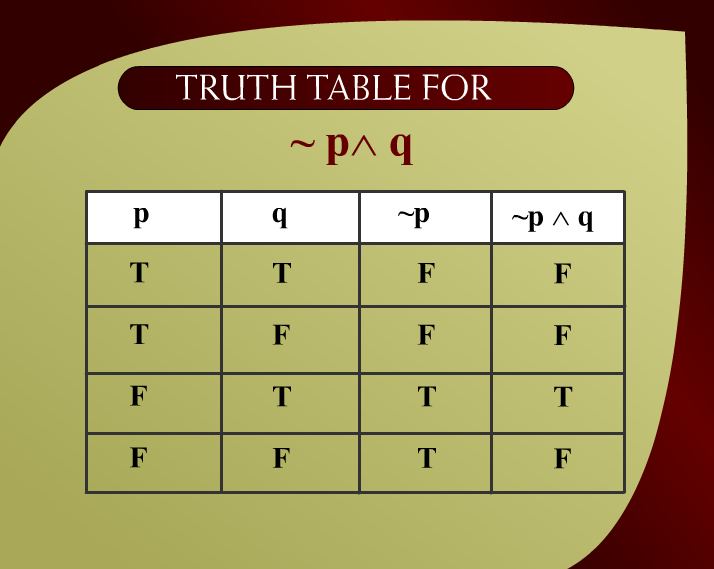 TRUTH TABLE FOR
~ p∧ q
p q ~p ~p ∧ q
T T F F
T F F F
F T T T
F F T F